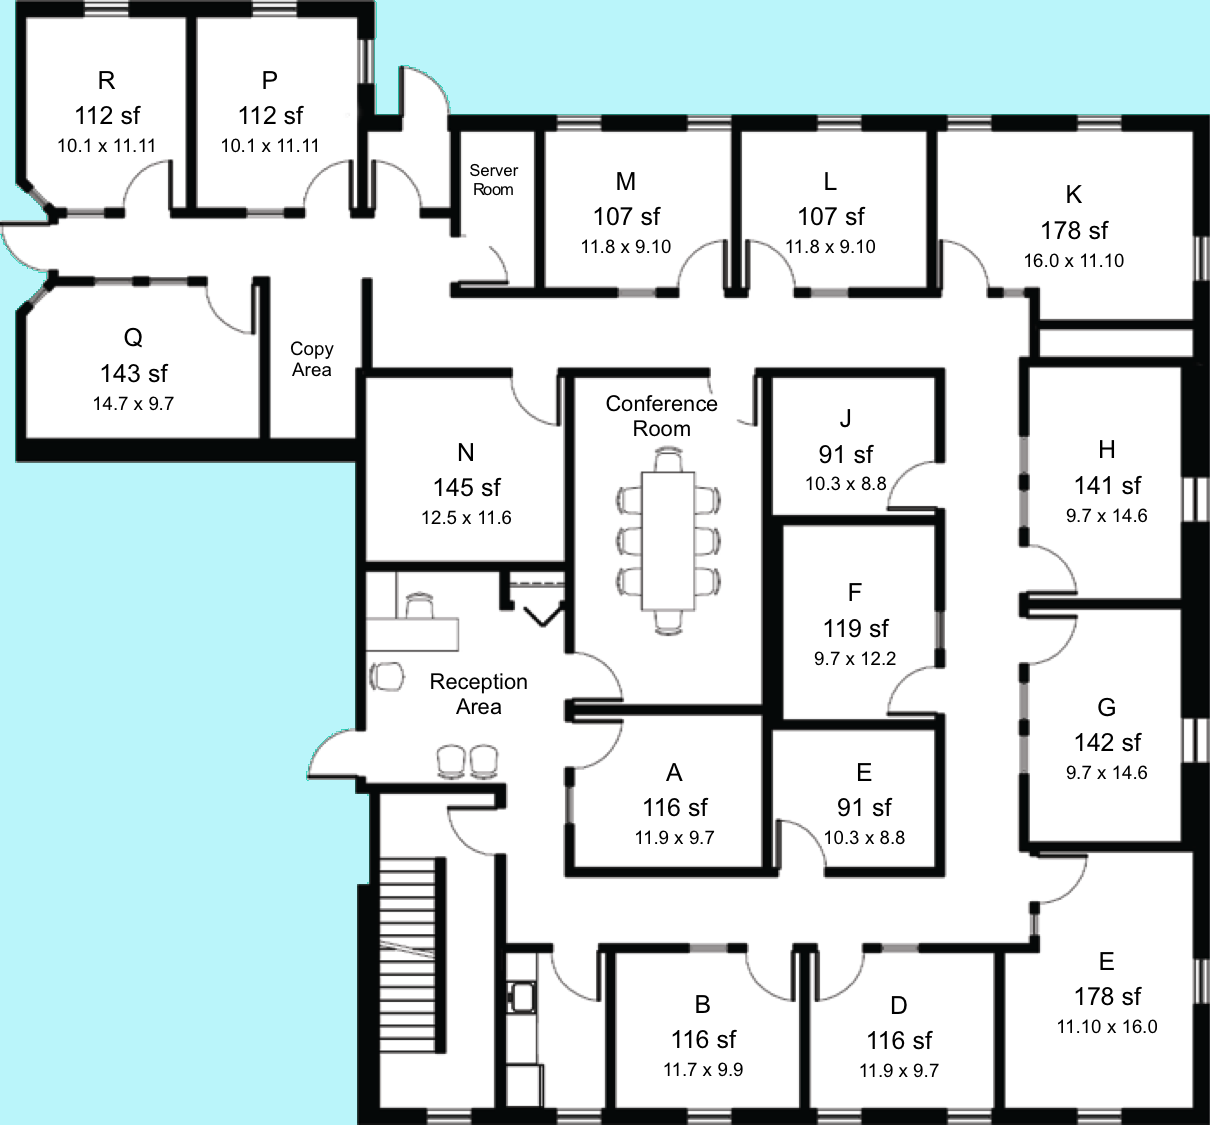 R
112 sf
10.1 x 11.11
P
112 sf
10.1 x 11.11
Server
Room
M
107 sf
11.8 x 9.10
L
107 sf
11.8 x 9.10
K
178 sf
16.0 x 11.10
Q
143 sf
14.7 x 9.7
Copy
Area
N
145 sf
12.5 x 11.6
Conference
Room
J
91 sf
10.3 x 8.8
H
141 sf
9.7 x 14.6
F
119 sf
9.7 x 12.2
Reception
Area
G
142 sf
9.7 x 14.6
A
116 sf
11.9 x 9.7
E
91 sf
10.3 x 8.8
B
116 sf
11.7 x 9.9
D
116 sf
11.9 x 9.7
E
178 sf
11.10 x 16.0